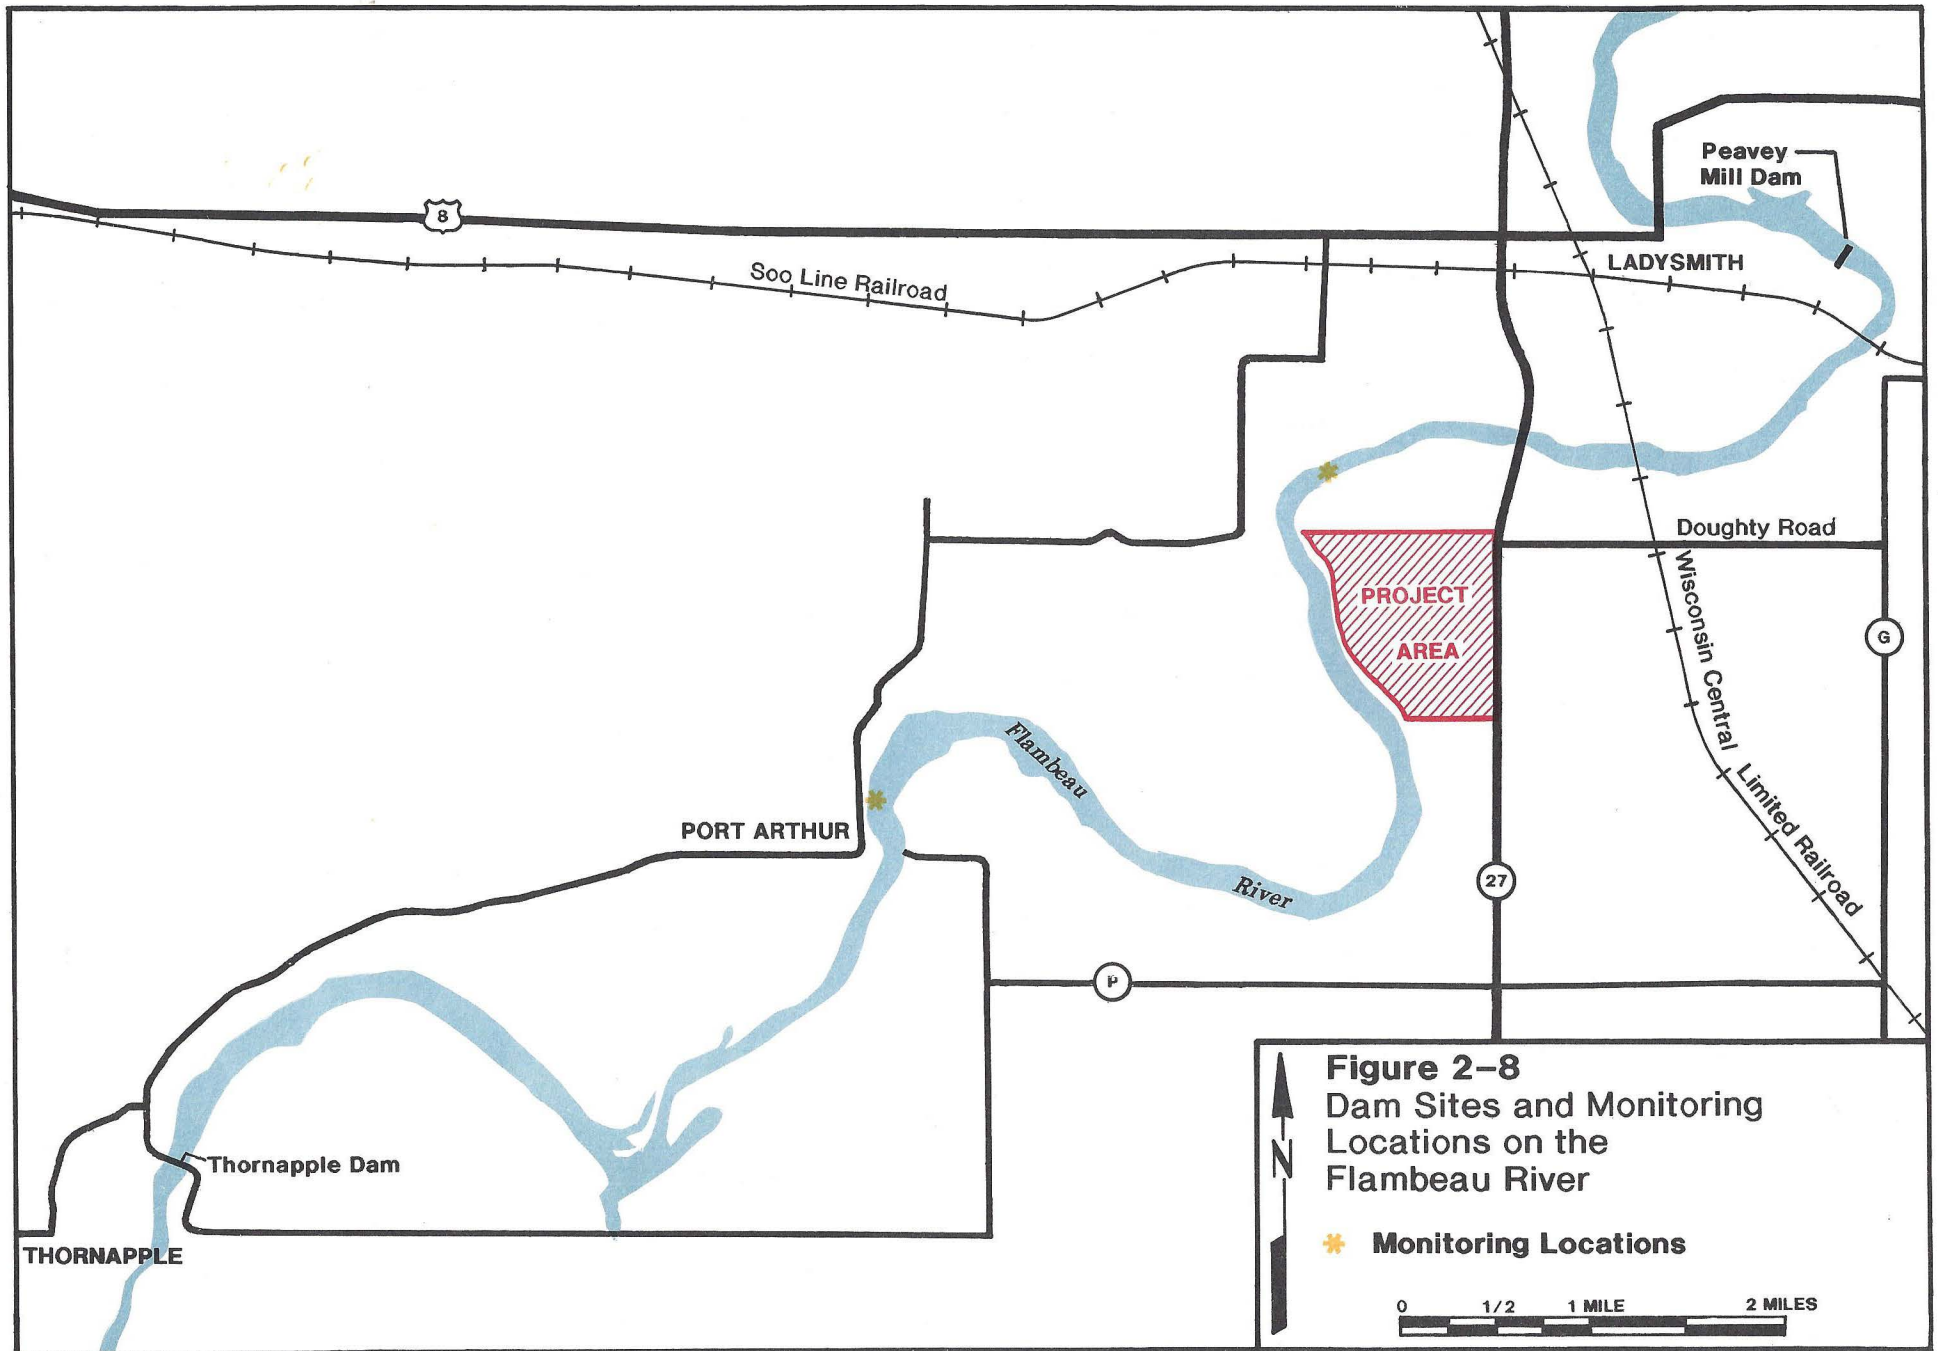 Peavey
Mill Dam
8
Soo Line Railroad
LADYSMITH
Doughty Road
PROJECT
AREA
Wisconsin Central Limited Railroad
G
Flambeau River
PORT ARTHUR
27
P
Thornapple Dam
THORNAPPLE
Figure 2-8
Dam Sites and Monitoring
Locations on the
Flambeau River
N
Monitoring Locations
0 1/2 1 MILE 2 MILES